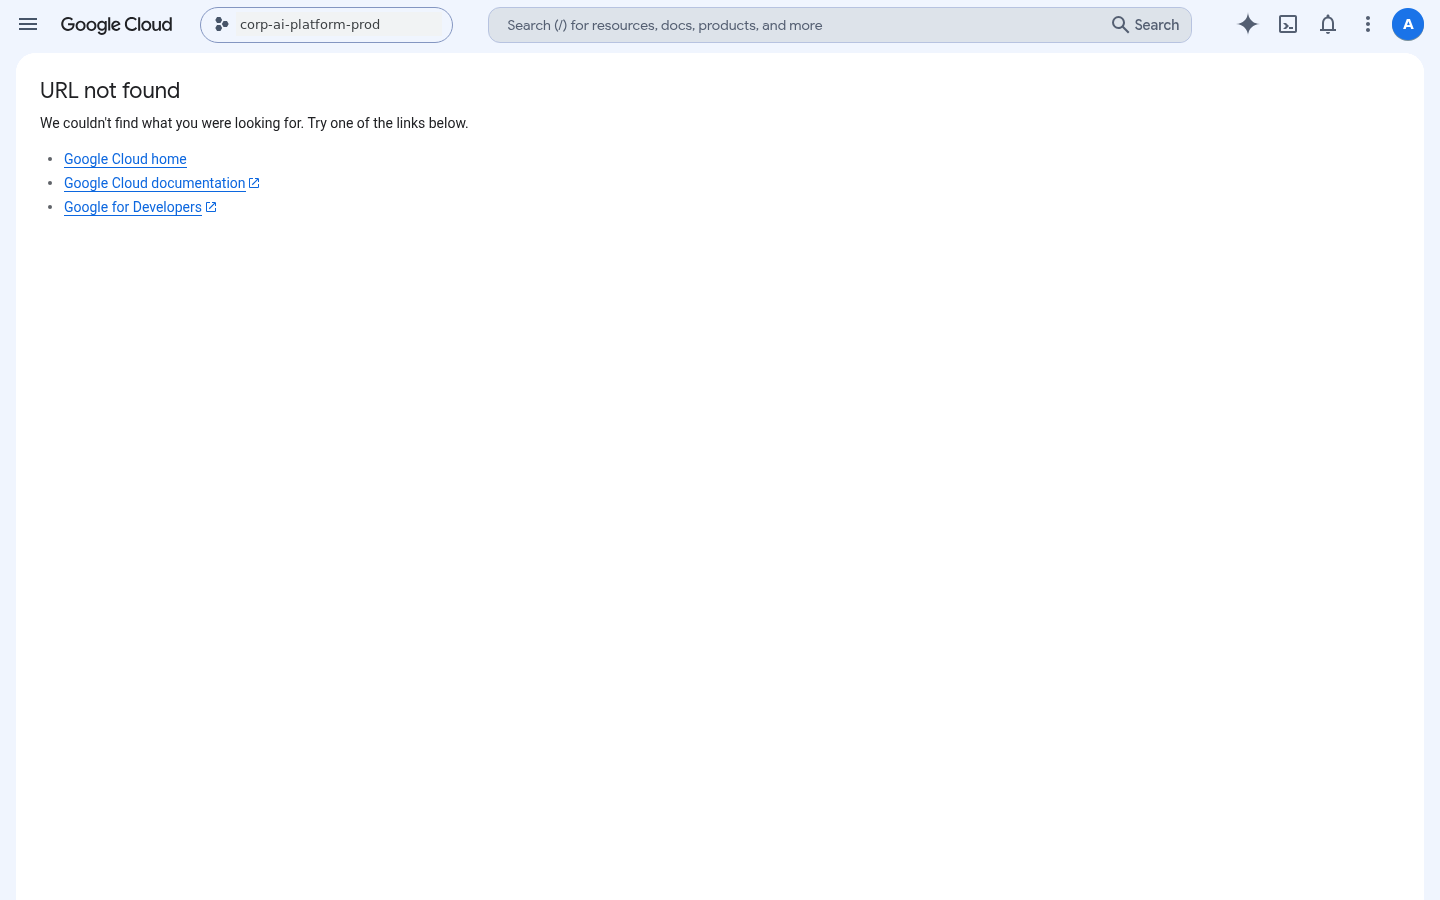 Google Cloud
corp-ai-platform-prod
Search (/) for resources, docs, products, and more
Search
A
URL not found
We couldn't find what you were looking for. Try one of the links below.
• Google Cloud home
• Google Cloud documentation
• Google for Developers